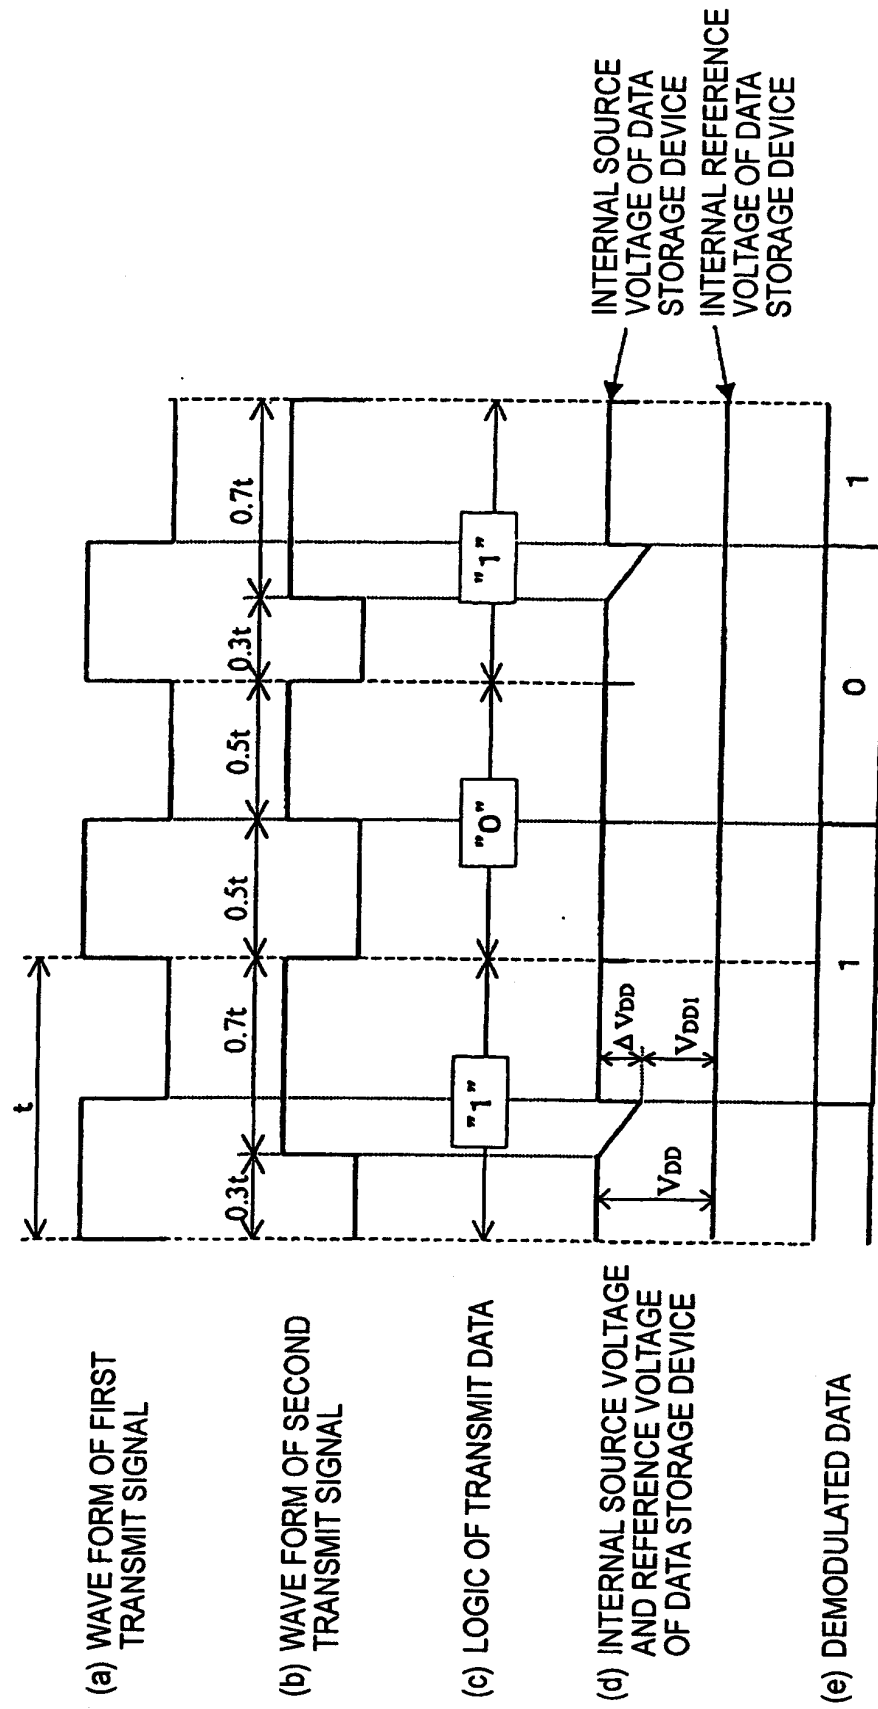 t
(a) WAVE FORM OF FIRST
TRANSMIT SIGNAL
0.3t 0.7t 0.5t 0.5t 0.3t 0.7t
(b) WAVE FORM OF SECOND
TRANSMIT SIGNAL
(c) LOGIC OF TRANSMIT DATA
"1" "0" "1"
(d) INTERNAL SOURCE VOLTAGE
AND REFERENCE VOLTAGE
OF DATA STORAGE DEVICE
VDD
Δ VDD
VDD1
INTERNAL SOURCE
VOLTAGE OF DATA
STORAGE DEVICE
INTERNAL REFERENCE
VOLTAGE OF DATA
STORAGE DEVICE
(e) DEMODULATED DATA
1 0 1